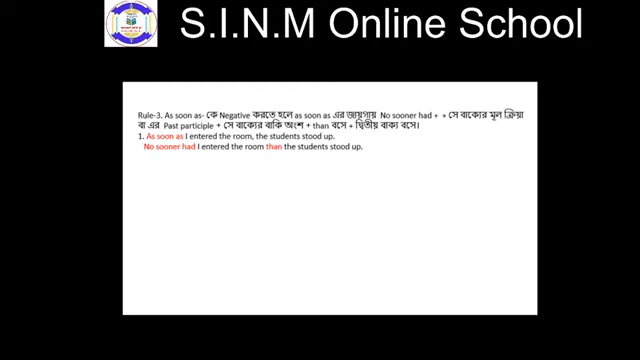 S.I.N.M Online School
Rule-3. As soon as- কে Negative করতে হলে as soon as এর জায়গায় No sooner had + + সে বাক্যের মূল ক্রিয়া
বা এর Past participle + সে বাক্যের বাকি অংশ + than বসে + দ্বিতীয় বাক্য বসে।
1. As soon as I entered the room, the students stood up.
No sooner had I entered the room than the students stood up.